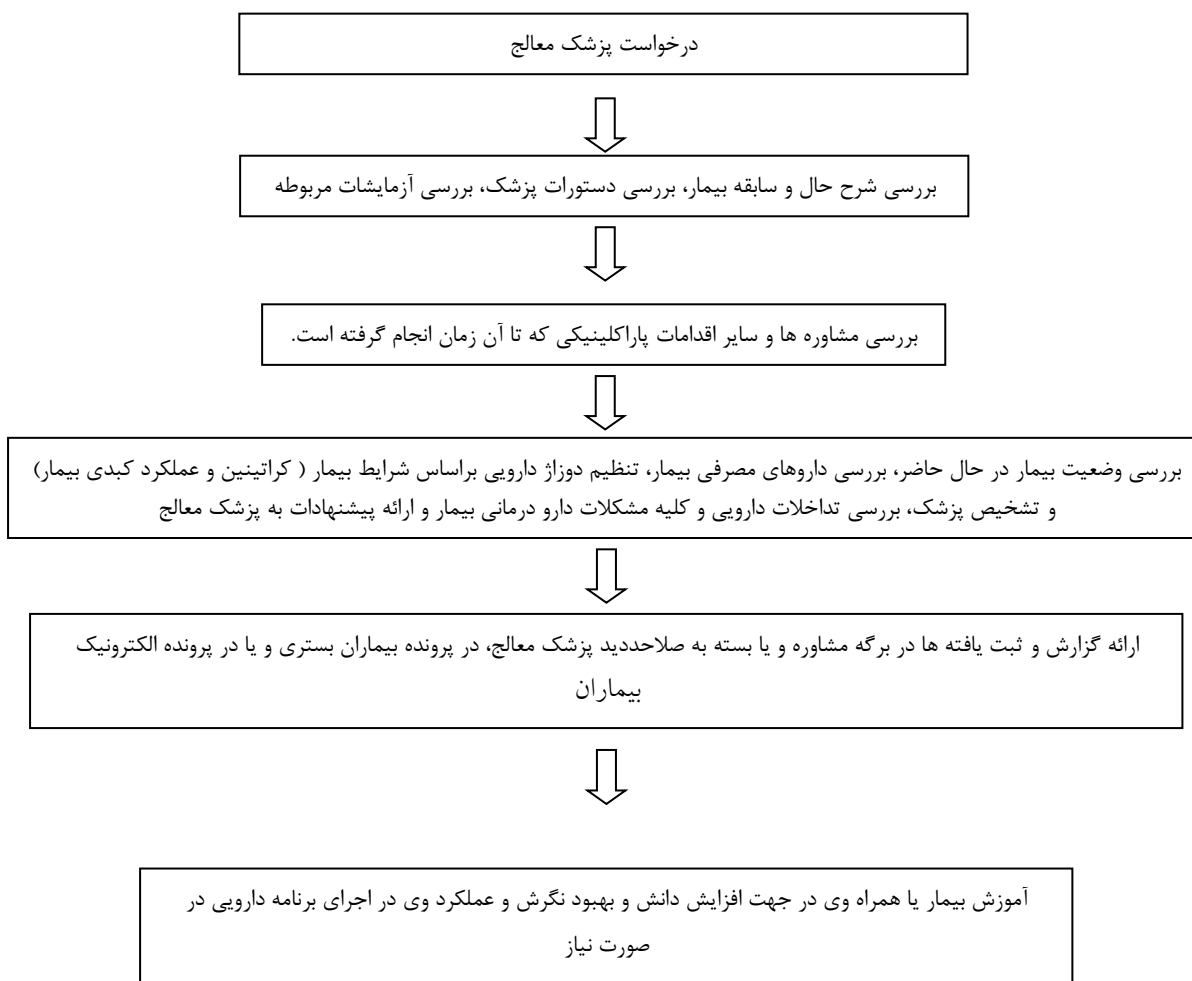 درخواست پزشک معالج
بررسی شرح حال و سابقه بیمار، بررسی دستورات پزشک، بررسی آزمایشات مربوطه
بررسی مشاوره ها و سایر اقدامات پاراکلینیکی که تا آن زمان انجام گرفته است.
بررسی وضعیت بیمار در حال حاضر، بررسی داروهای مصرفی بیمار، تنظیم دوزاژ دارویی براساس شرایط بیمار ( کراتینین و عملکرد کبدی بیمار)
و تشخیص پزشک، بررسی تداخلات دارویی و کلیه مشکلات دارو درمانی بیمار و ارائه پیشنهادات به پزشک معالج
ارائه گزارش و ثبت یافته ها در برگه مشاوره و یا بسته به صلاحدید پزشک معالج، در پرونده بیماران بستری و یا در پرونده الکترونیک
بیماران
آموزش بیمار یا همراه وی در جهت افزایش دانش و بهبود نگرش و عملکرد وی در اجرای برنامه دارویی در
صورت نیاز